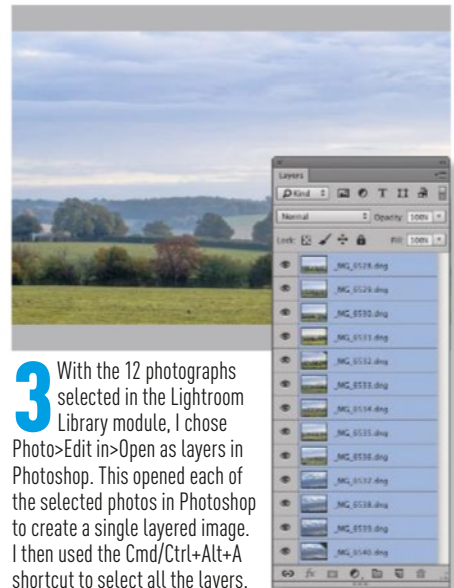 Layers
Kind
Normal
Opacity: 100%
Lock:
Fill: 100%
_MG_6528.dng
_MG_6529.dng
_MG_6530.dng
_MG_6531.dng
_MG_6532.dng
_MG_6533.dng
_MG_6534.dng
_MG_6535.dng
_MG_6536.dng
_MG_6538.dng
_MG_6539.dng
_MG_6540.dng
3 With the 12 photographs
selected in the Lightroom
Library module, I chose
Photo>Edit in>Open as layers in
Photoshop. This opened each of
the selected photos in Photoshop
to create a single layered image.
I then used the Cmd/Ctrl+Alt+A
shortcut to select all the layers.